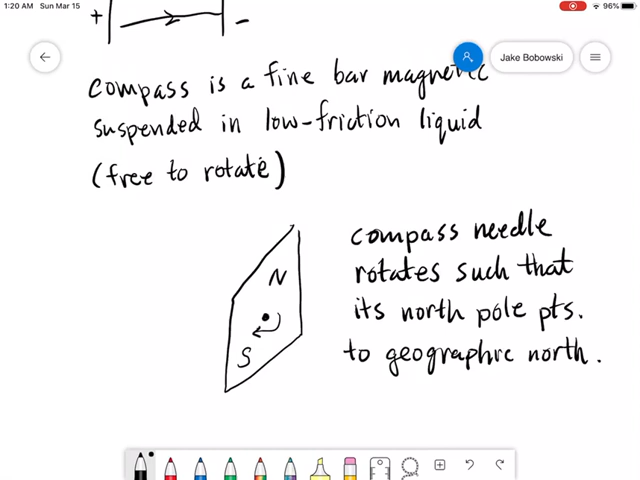 1:20 AM Sun Mar 15
96%
+ -
Jake Bobowski
compass is a fine bar magnetic
suspended in low-friction liquid
(free to rotate)
compass needle
rotates such that
its north pole pts.
to geographic north.
N
S